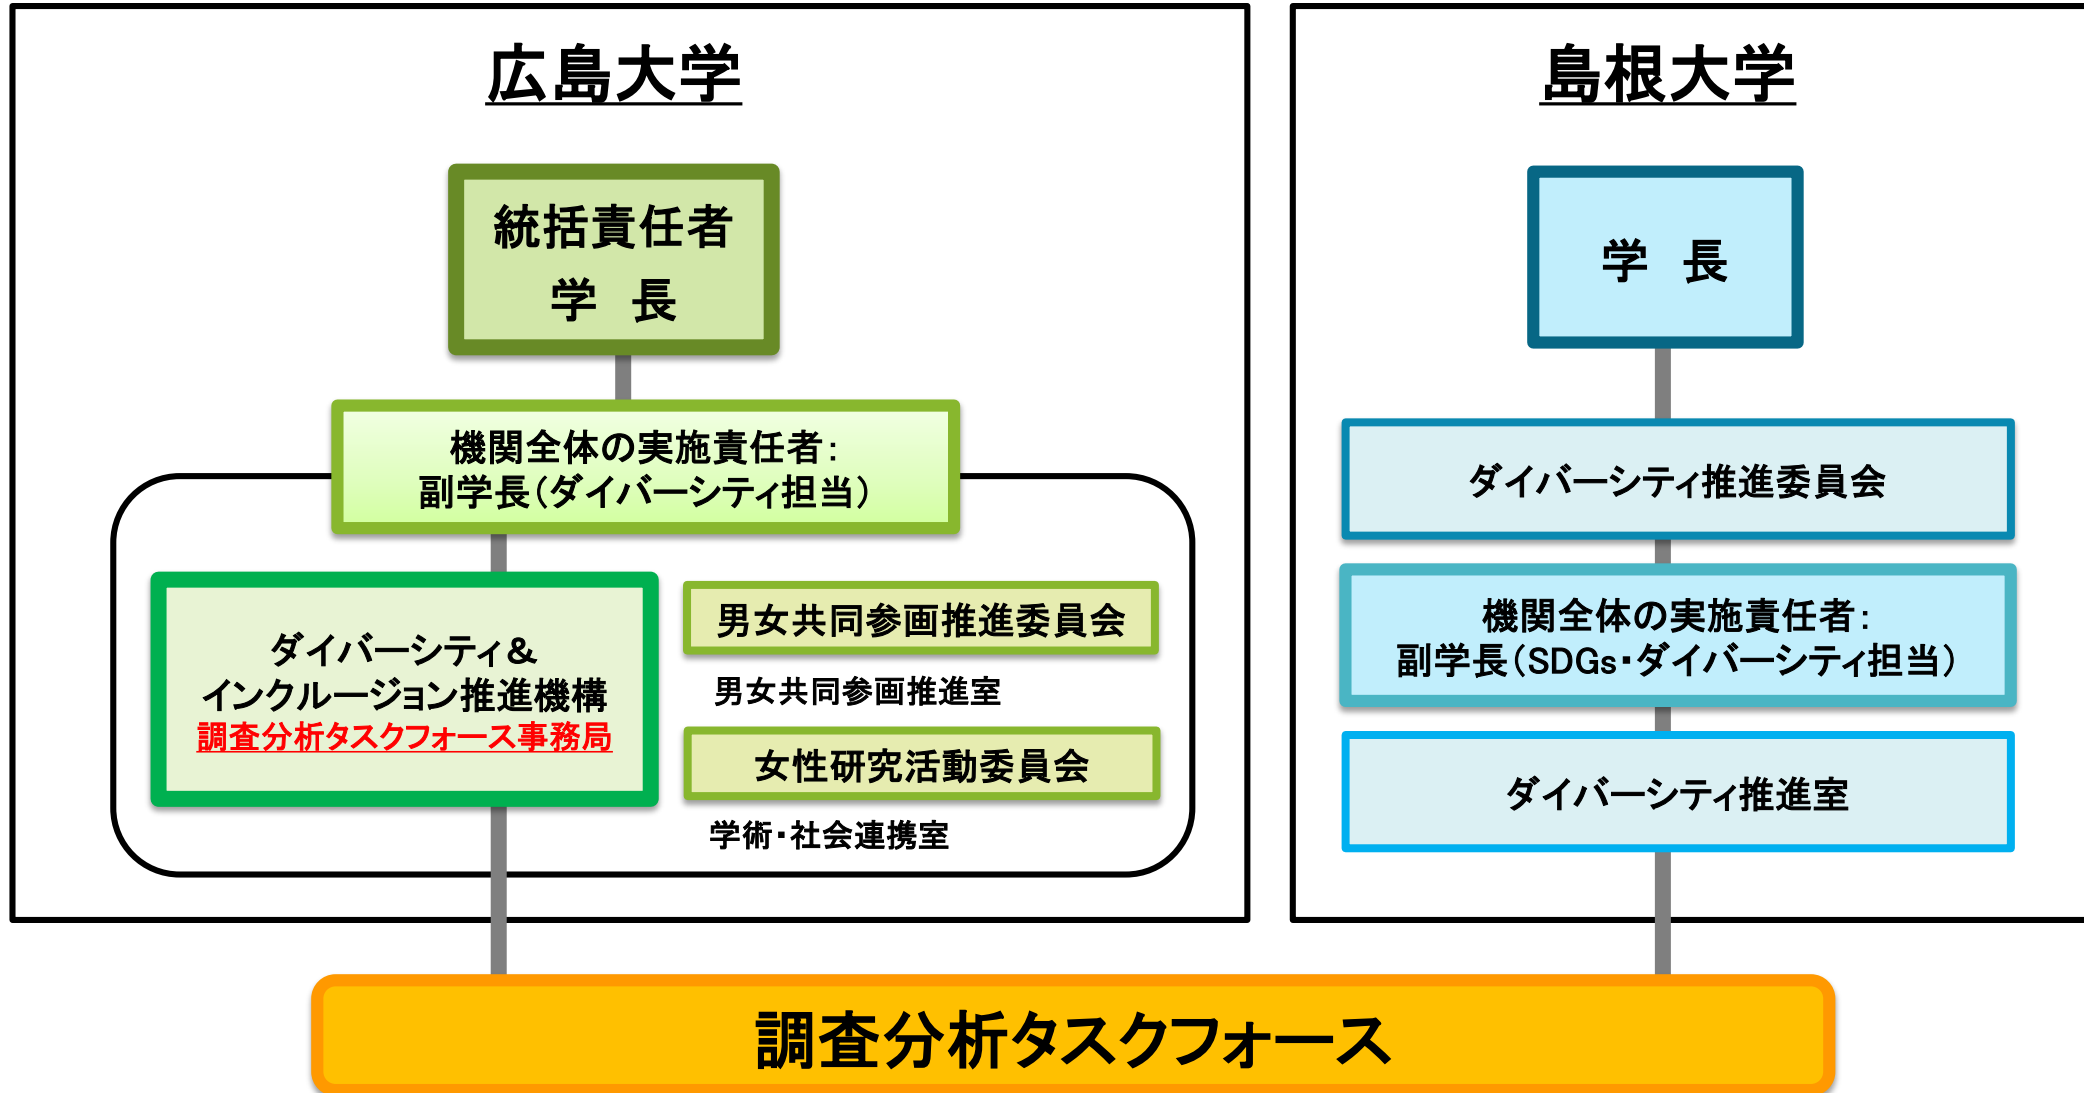 広島大学
統括責任者
学 長
機関全体の実施責任者:
副学長(ダイバーシティ担当)
ダイバーシティ&
インクルージョン推進機構
調査分析タスクフォース事務局
男女共同参画推進委員会
男女共同参画推進室
女性研究活動委員会
学術・社会連携室
島根大学
学 長
ダイバーシティ推進委員会
機関全体の実施責任者:
副学長(SDGs・ダイバーシティ担当)
ダイバーシティ推進室
調査分析タスクフォース